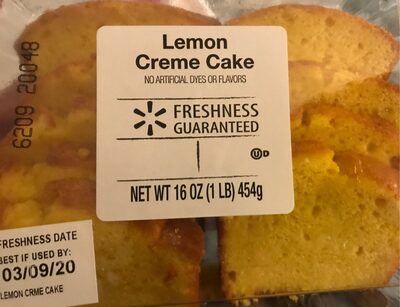 Lemon
Creme Cake
NO ARTIFICIAL DYES OR FLAVORS
FRESHNESS
GUARANTEED
U D
NET WT 16 OZ (1 LB) 454g
6209 20048
FRESHNESS DATE
BEST IF USED BY:
03/09/20
LEMON CRME CAKE